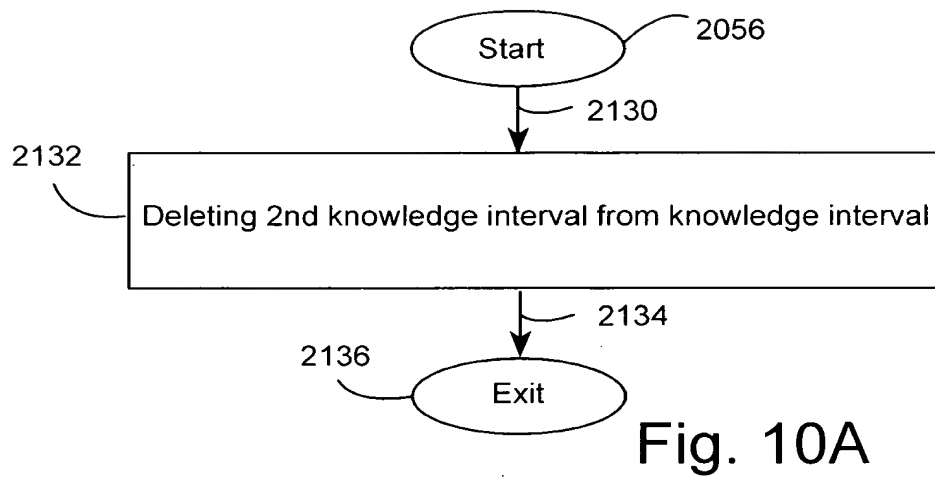 Start
2056
2130
2132
Deleting 2nd knowledge interval from knowledge interval
2134
2136
Exit
Fig. 10A